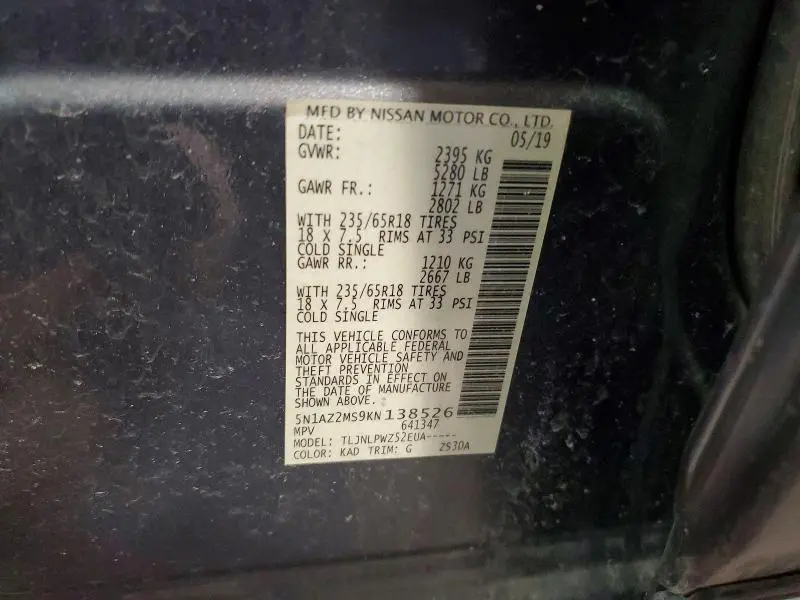 MFD BY NISSAN MOTOR CO., LTD.
DATE: 05/19
GVWR: 2395 KG
5280 LB
GAWR FR.: 1271 KG
2802 LB
WITH 235/65R18 TIRES
18 X 7.5 RIMS AT 33 PSI
COLD SINGLE
GAWR RR.: 1210 KG
2667 LB
WITH 235/65R18 TIRES
18 X 7.5 RIMS AT 33 PSI
COLD SINGLE
THIS VEHICLE CONFORMS TO
ALL APPLICABLE FEDERAL
MOTOR VEHICLE SAFETY AND
THEFT PREVENTION
STANDARDS IN EFFECT ON
THE DATE OF MANUFACTURE
SHOWN ABOVE.
5N1AZ2MS9KN138526
MPV 641347
MODEL: TLJNLPWZ52EUA-----
COLOR: KAD TRIM: G 2S30A